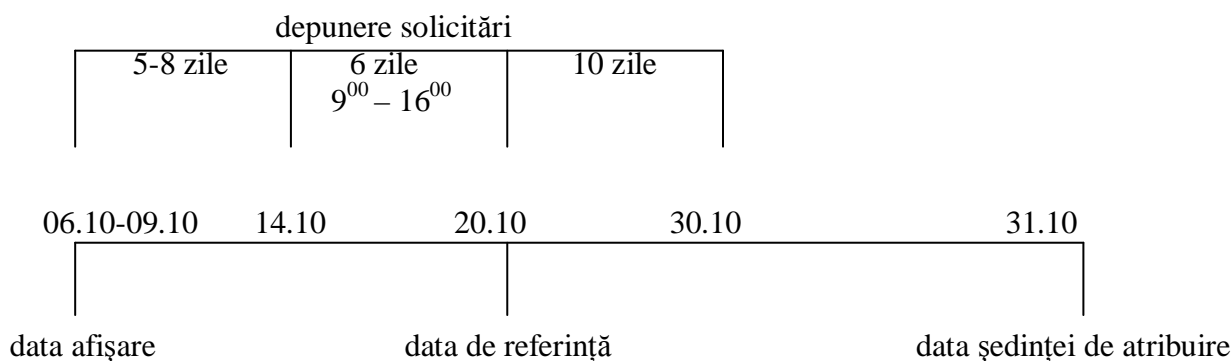 depunere solicitări
5-8 zile 6 zile 10 zile
9⁰⁰ – 16⁰⁰
06.10-09.10 14.10 20.10 30.10 31.10
data afişare data de referinţă data şedinţei de atribuire